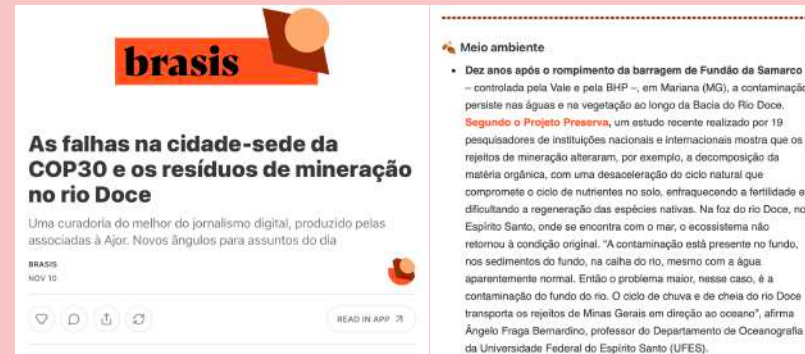 brasis
As falhas na cidade-sede da
COP30 e os resíduos de mineração
no rio Doce
Uma curadoria do melhor do jornalismo digital, produzido pelas
associadas à Ajor. Novos ângulos para assuntos do dia
BRASIS
NOV 10
READ IN APP
Meio ambiente
• Dez anos após o rompimento da barragem de Fundão da Samarco
– controlada pela Vale e pela BHP –, em Mariana (MG), a contaminação
persiste nas águas e na vegetação ao longo da Bacia do Rio Doce.
Segundo o Projeto Preserva, um estudo recente realizado por 19
pesquisadores de instituições nacionais e internacionais mostra que os
rejeitos de mineração alteraram, por exemplo, a decomposição da
matéria orgânica, com uma desaceleração do ciclo natural que
compromete o ciclo de nutrientes no solo, enfraquecendo a fertilidade e
dificultando a regeneração das espécies nativas. Na foz do rio Doce, no
Espírito Santo, onde se encontra com o mar, o ecossistema não
retornou à condição original. "A contaminação está presente no fundo,
nos sedimentos do fundo, na calha do rio, mesmo com a água
aparentemente normal. Então o problema maior, nesse caso, é a
contaminação do fundo do rio. O ciclo de chuva e de cheia do rio Doce
transporta os rejeitos de Minas Gerais em direção ao oceano", afirma
Ângelo Fraga Bernardino, professor do Departamento de Oceanografia
da Universidade Federal do Espírito Santo (UFES).